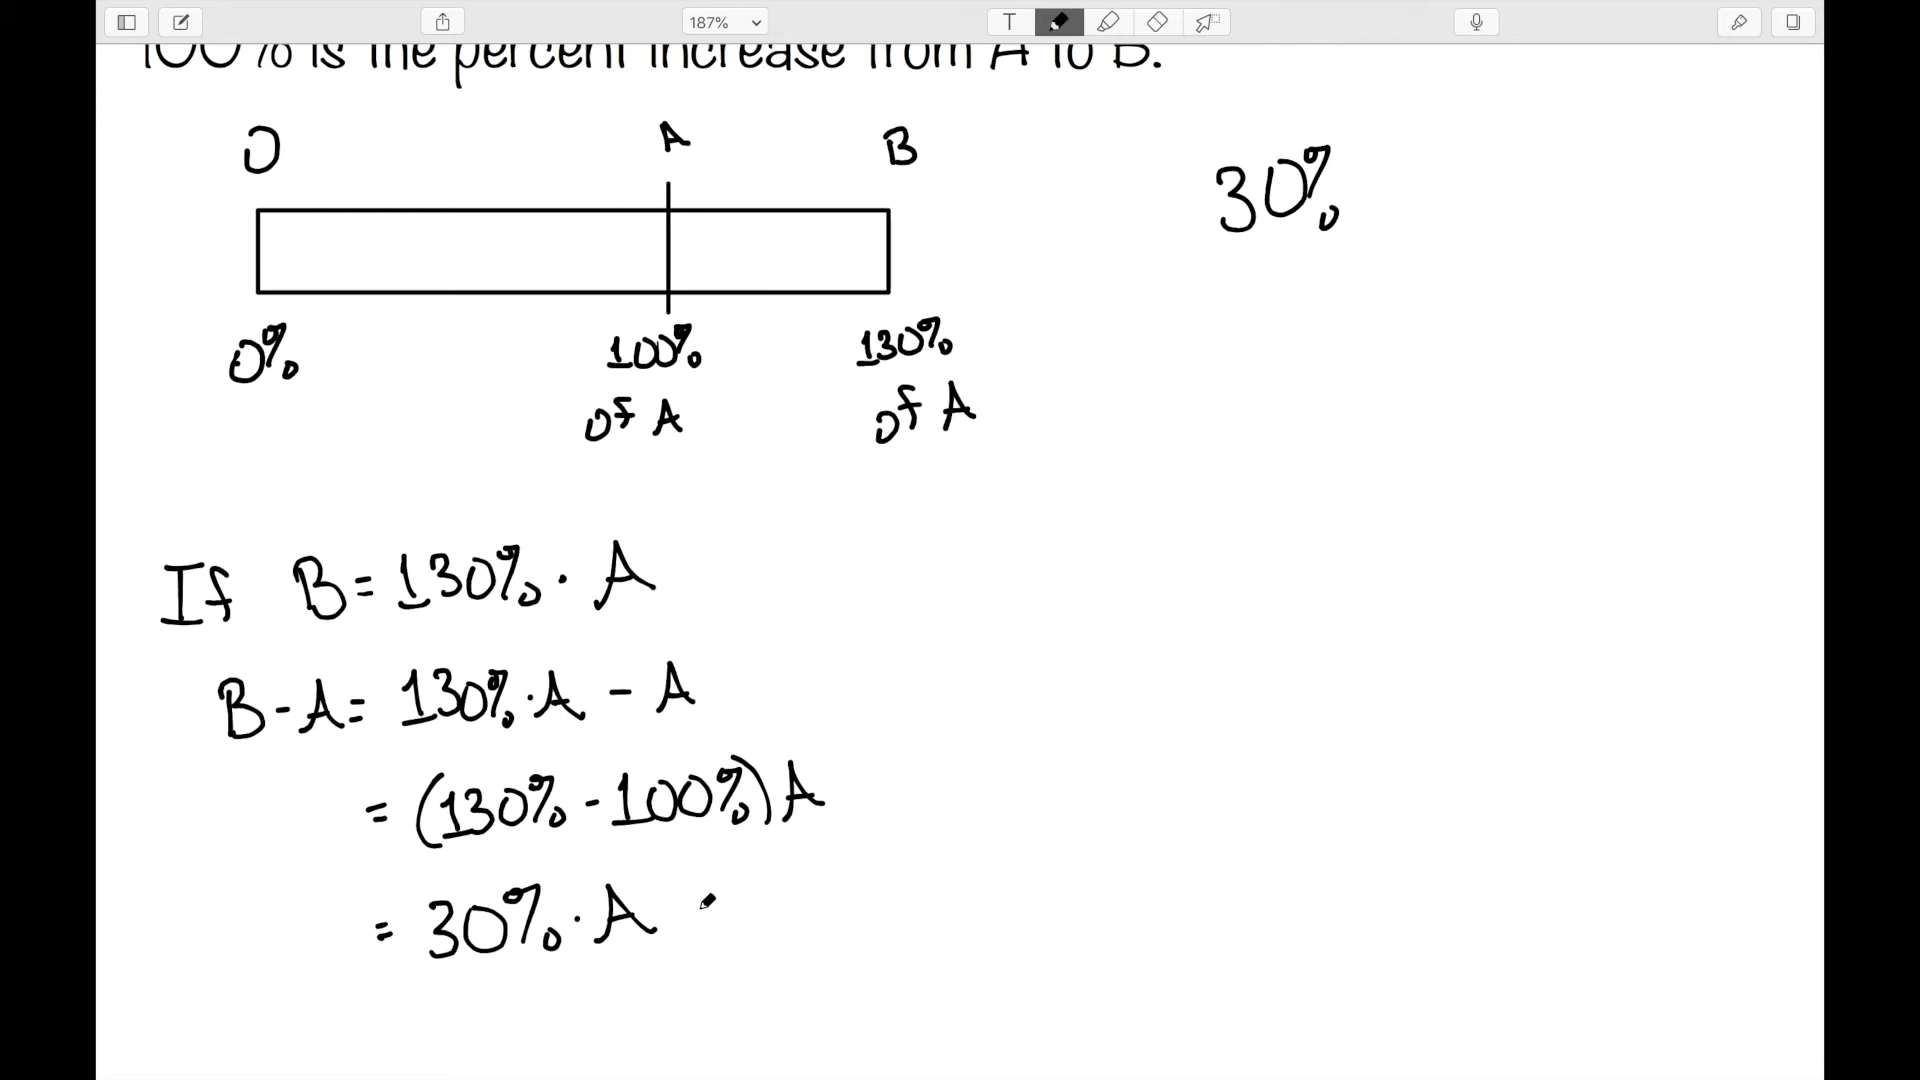 187%
T
100% is the percent increase from A to B.
0 A B
30%
0% 100% 130%
of A of A
If B = 130% · A
B - A = 130% · A - A
= (130% - 100%) A
= 30% · A